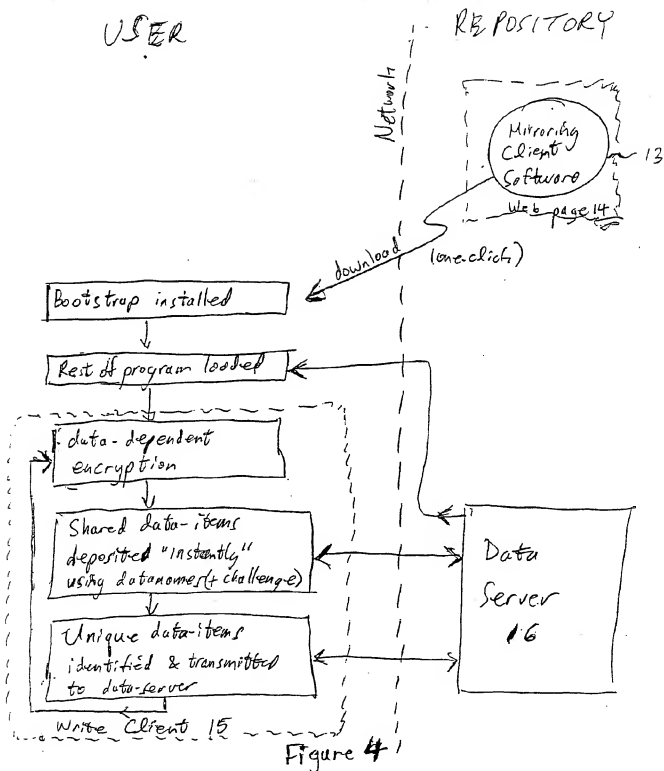 USER
REPOSITORY
Network
Mirroring
Client
Software
13
Web page 14
download
(one-click)
Bootstrap installed
Rest of program loaded
data-dependent
encryption
Shared data-items
deposited "instantly"
using datanames (+ challenge)
Unique data-items
identified & transmitted
to data-server
Write Client 15
Data
Server
16
Figure 4